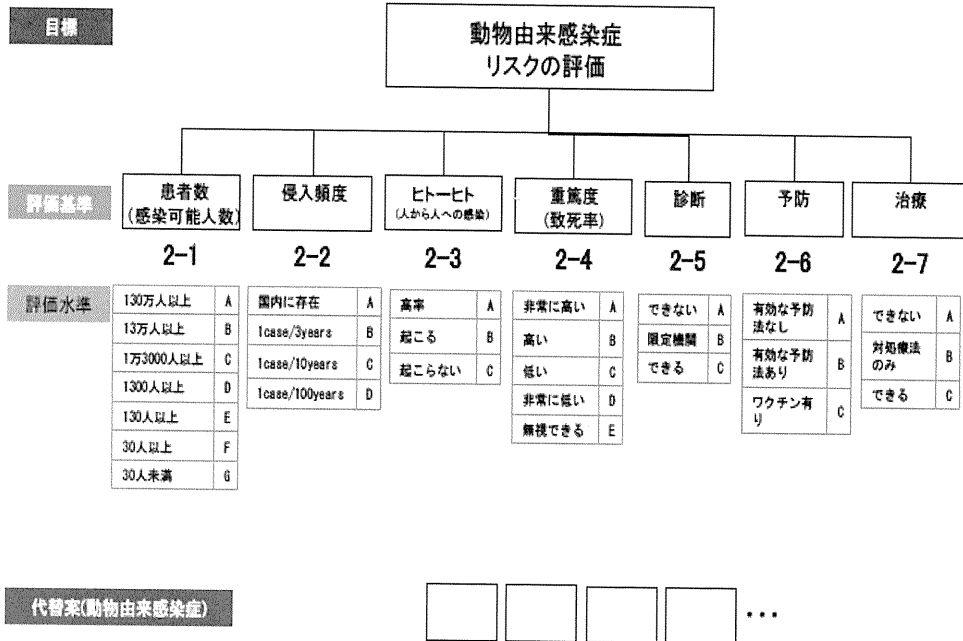 目標
動物由来感染症
リスクの評価
評価基準
患者数
(感染可能人数)
侵入頻度
ヒトーヒト
(人から人への感染)
重篤度
(致死率)
診断
予防
治療
2-1
2-2
2-3
2-4
2-5
2-6
2-7
評価水準
130万人以上 A
13万人以上 B
1万3000人以上 C
1300人以上 D
130人以上 E
30人以上 F
30人未満 G
国内に存在 A
1case/3years B
1case/10years C
1case/100years D
高率 A
起こる B
起こらない C
非常に高い A
高い B
低い C
非常に低い D
無視できる E
できない A
限定機関 B
できる C
有効な予防
法なし A
有効な予防
法あり B
ワクチン有
り C
できない A
対処療法
のみ B
できる C
代替案(動物由来感染症)
・・・